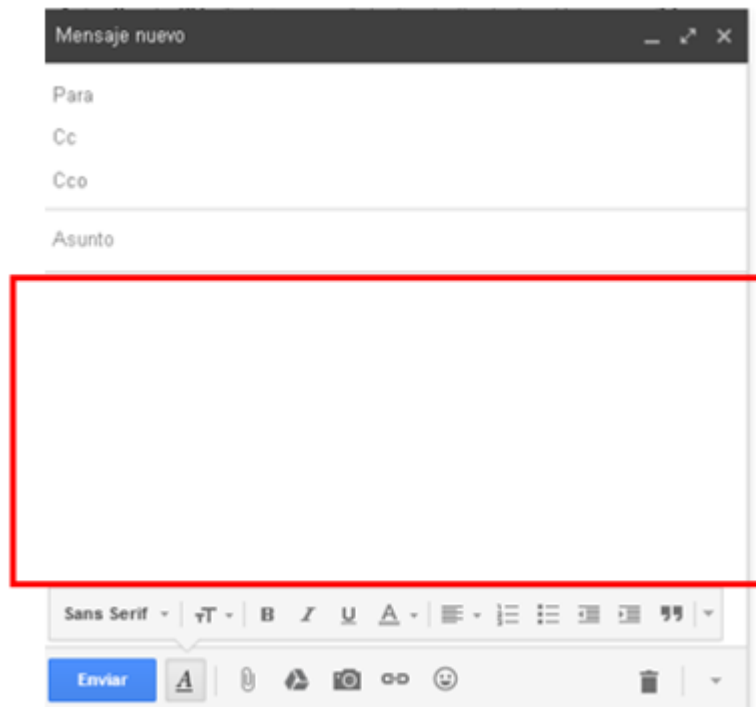 Mensaje nuevo
Para
Cc
Cco
Asunto
Sans Serif
B I U A
Enviar A